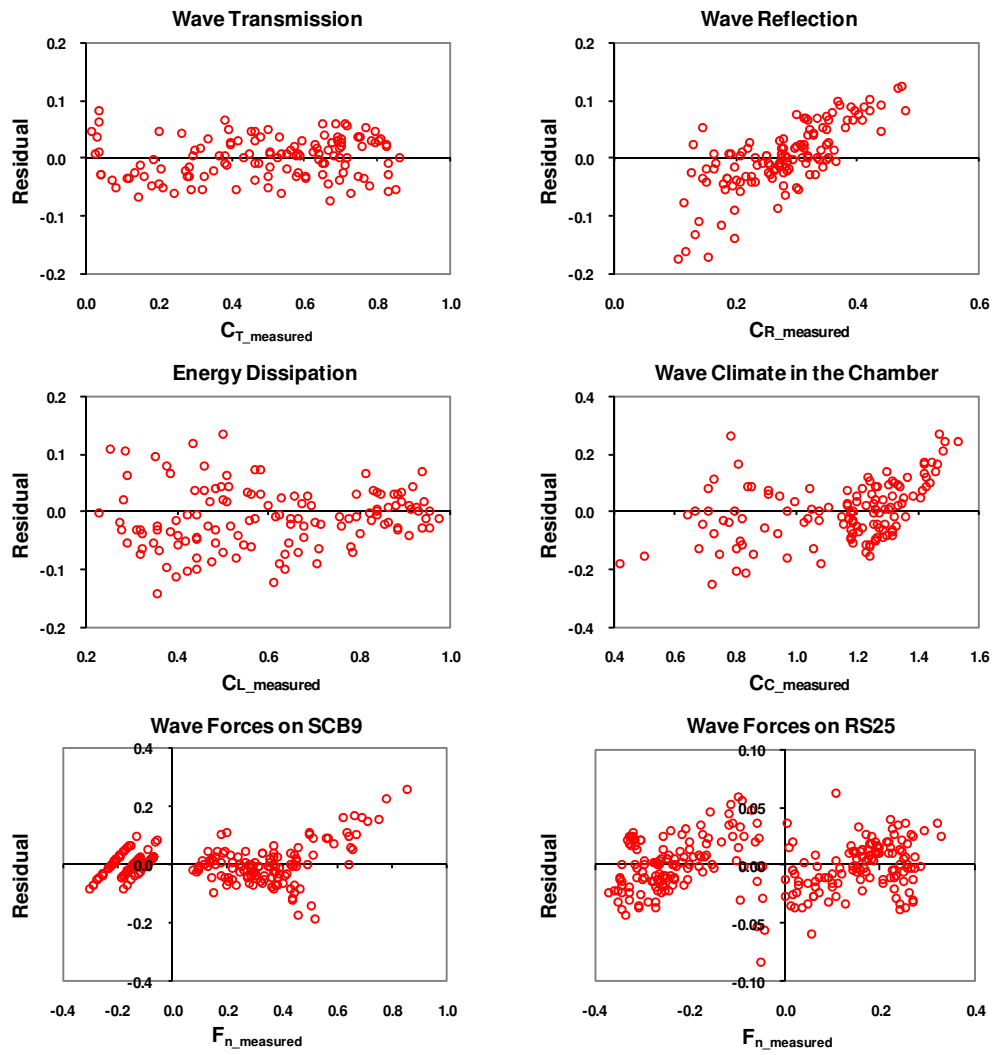 Wave Transmission
0.2
0.1
0.0
-0.1
-0.2
Residual
0.0 0.2 0.4 0.6 0.8 1.0
CT_measured
Wave Reflection
0.2
0.1
0.0
-0.1
-0.2
Residual
0.0 0.2 0.4 0.6
CR_measured
Energy Dissipation
0.2
0.1
0.0
-0.1
-0.2
Residual
0.2 0.4 0.6 0.8 1.0
CL_measured
Wave Climate in the Chamber
0.4
0.2
0.0
-0.2
-0.4
Residual
0.4 0.6 0.8 1.0 1.2 1.4 1.6
CC_measured
Wave Forces on SCB9
0.4
0.2
0.0
-0.2
-0.4
Residual
-0.4 -0.2 0.0 0.2 0.4 0.6 0.8 1.0
Fn_measured
Wave Forces on RS25
0.10
0.05
0.00
-0.05
-0.10
Residual
-0.4 -0.2 0.0 0.2 0.4
Fn_measured